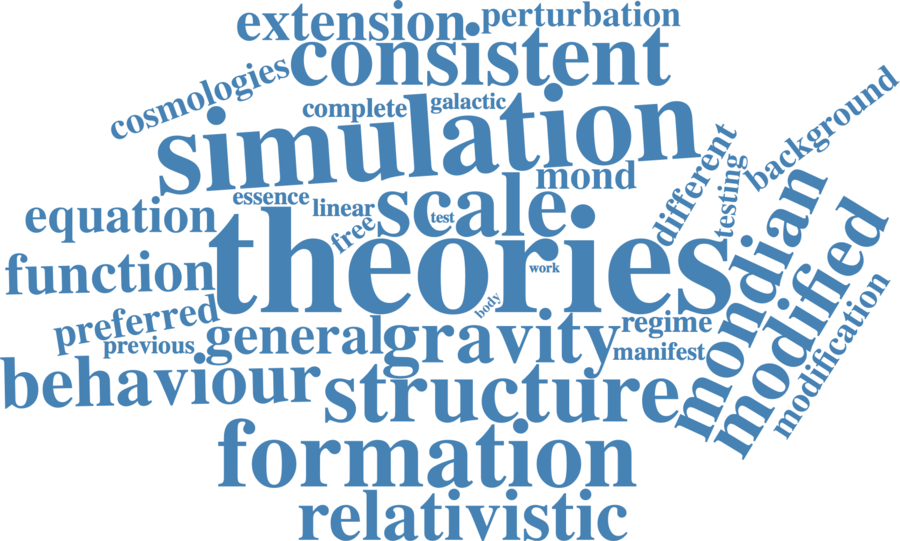 extension
perturbation
consistent
cosmologies
complete
galactic
simulation
background
different
testing
mond
essence
linear
scale
test
free
equation
theories
mondian
function
work
body
modified
preferred
previous
general
gravity
regime
manifest
modification
behaviour
structure
formation
relativistic